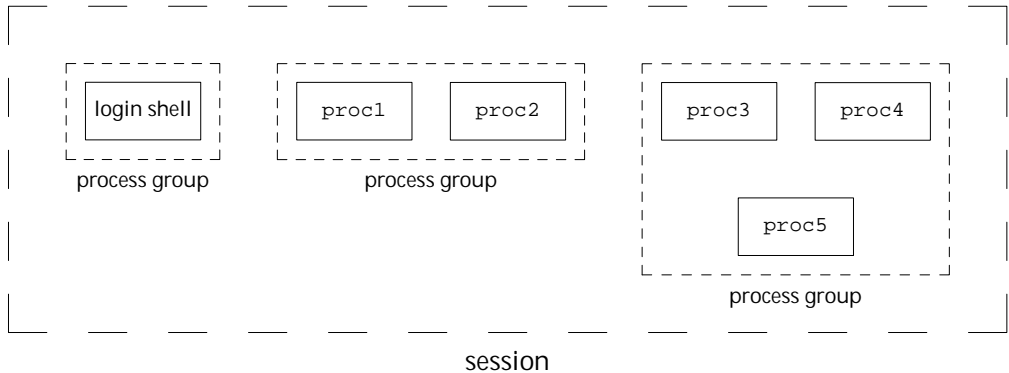 login shell
proc1
proc2
proc3
proc4
process group
process group
proc5
process group
session